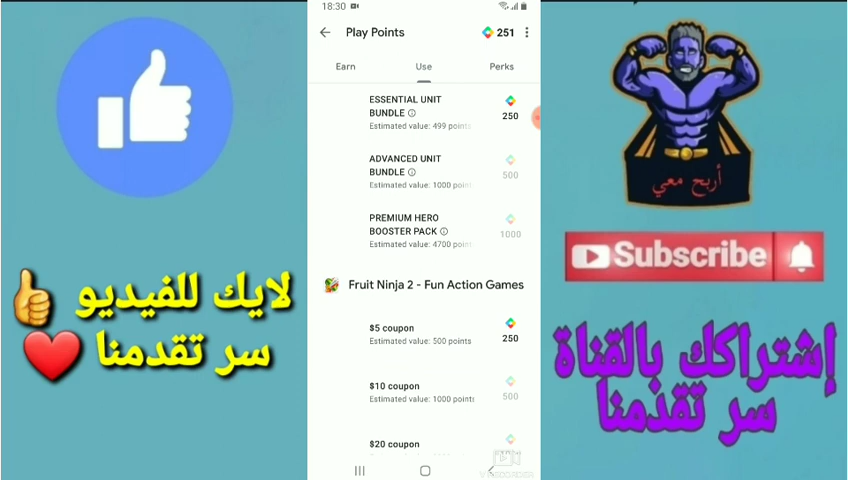 لايك للفيديو
سر تقدمنا
18:30
Play Points
251
Earn
Use
Perks
ESSENTIAL UNIT
BUNDLE
250
Estimated value: 499 points
ADVANCED UNIT
BUNDLE
500
Estimated value: 1000 point
PREMIUM HERO
BOOSTER PACK
1000
Estimated value: 4700 point
Fruit Ninja 2 - Fun Action Games
$5 coupon
250
Estimated value: 500 points
$10 coupon
500
Estimated value: 1000 points
$20 coupon
أربح معي
Subscribe
إشتراكك بالقناة
سر تقدمنا